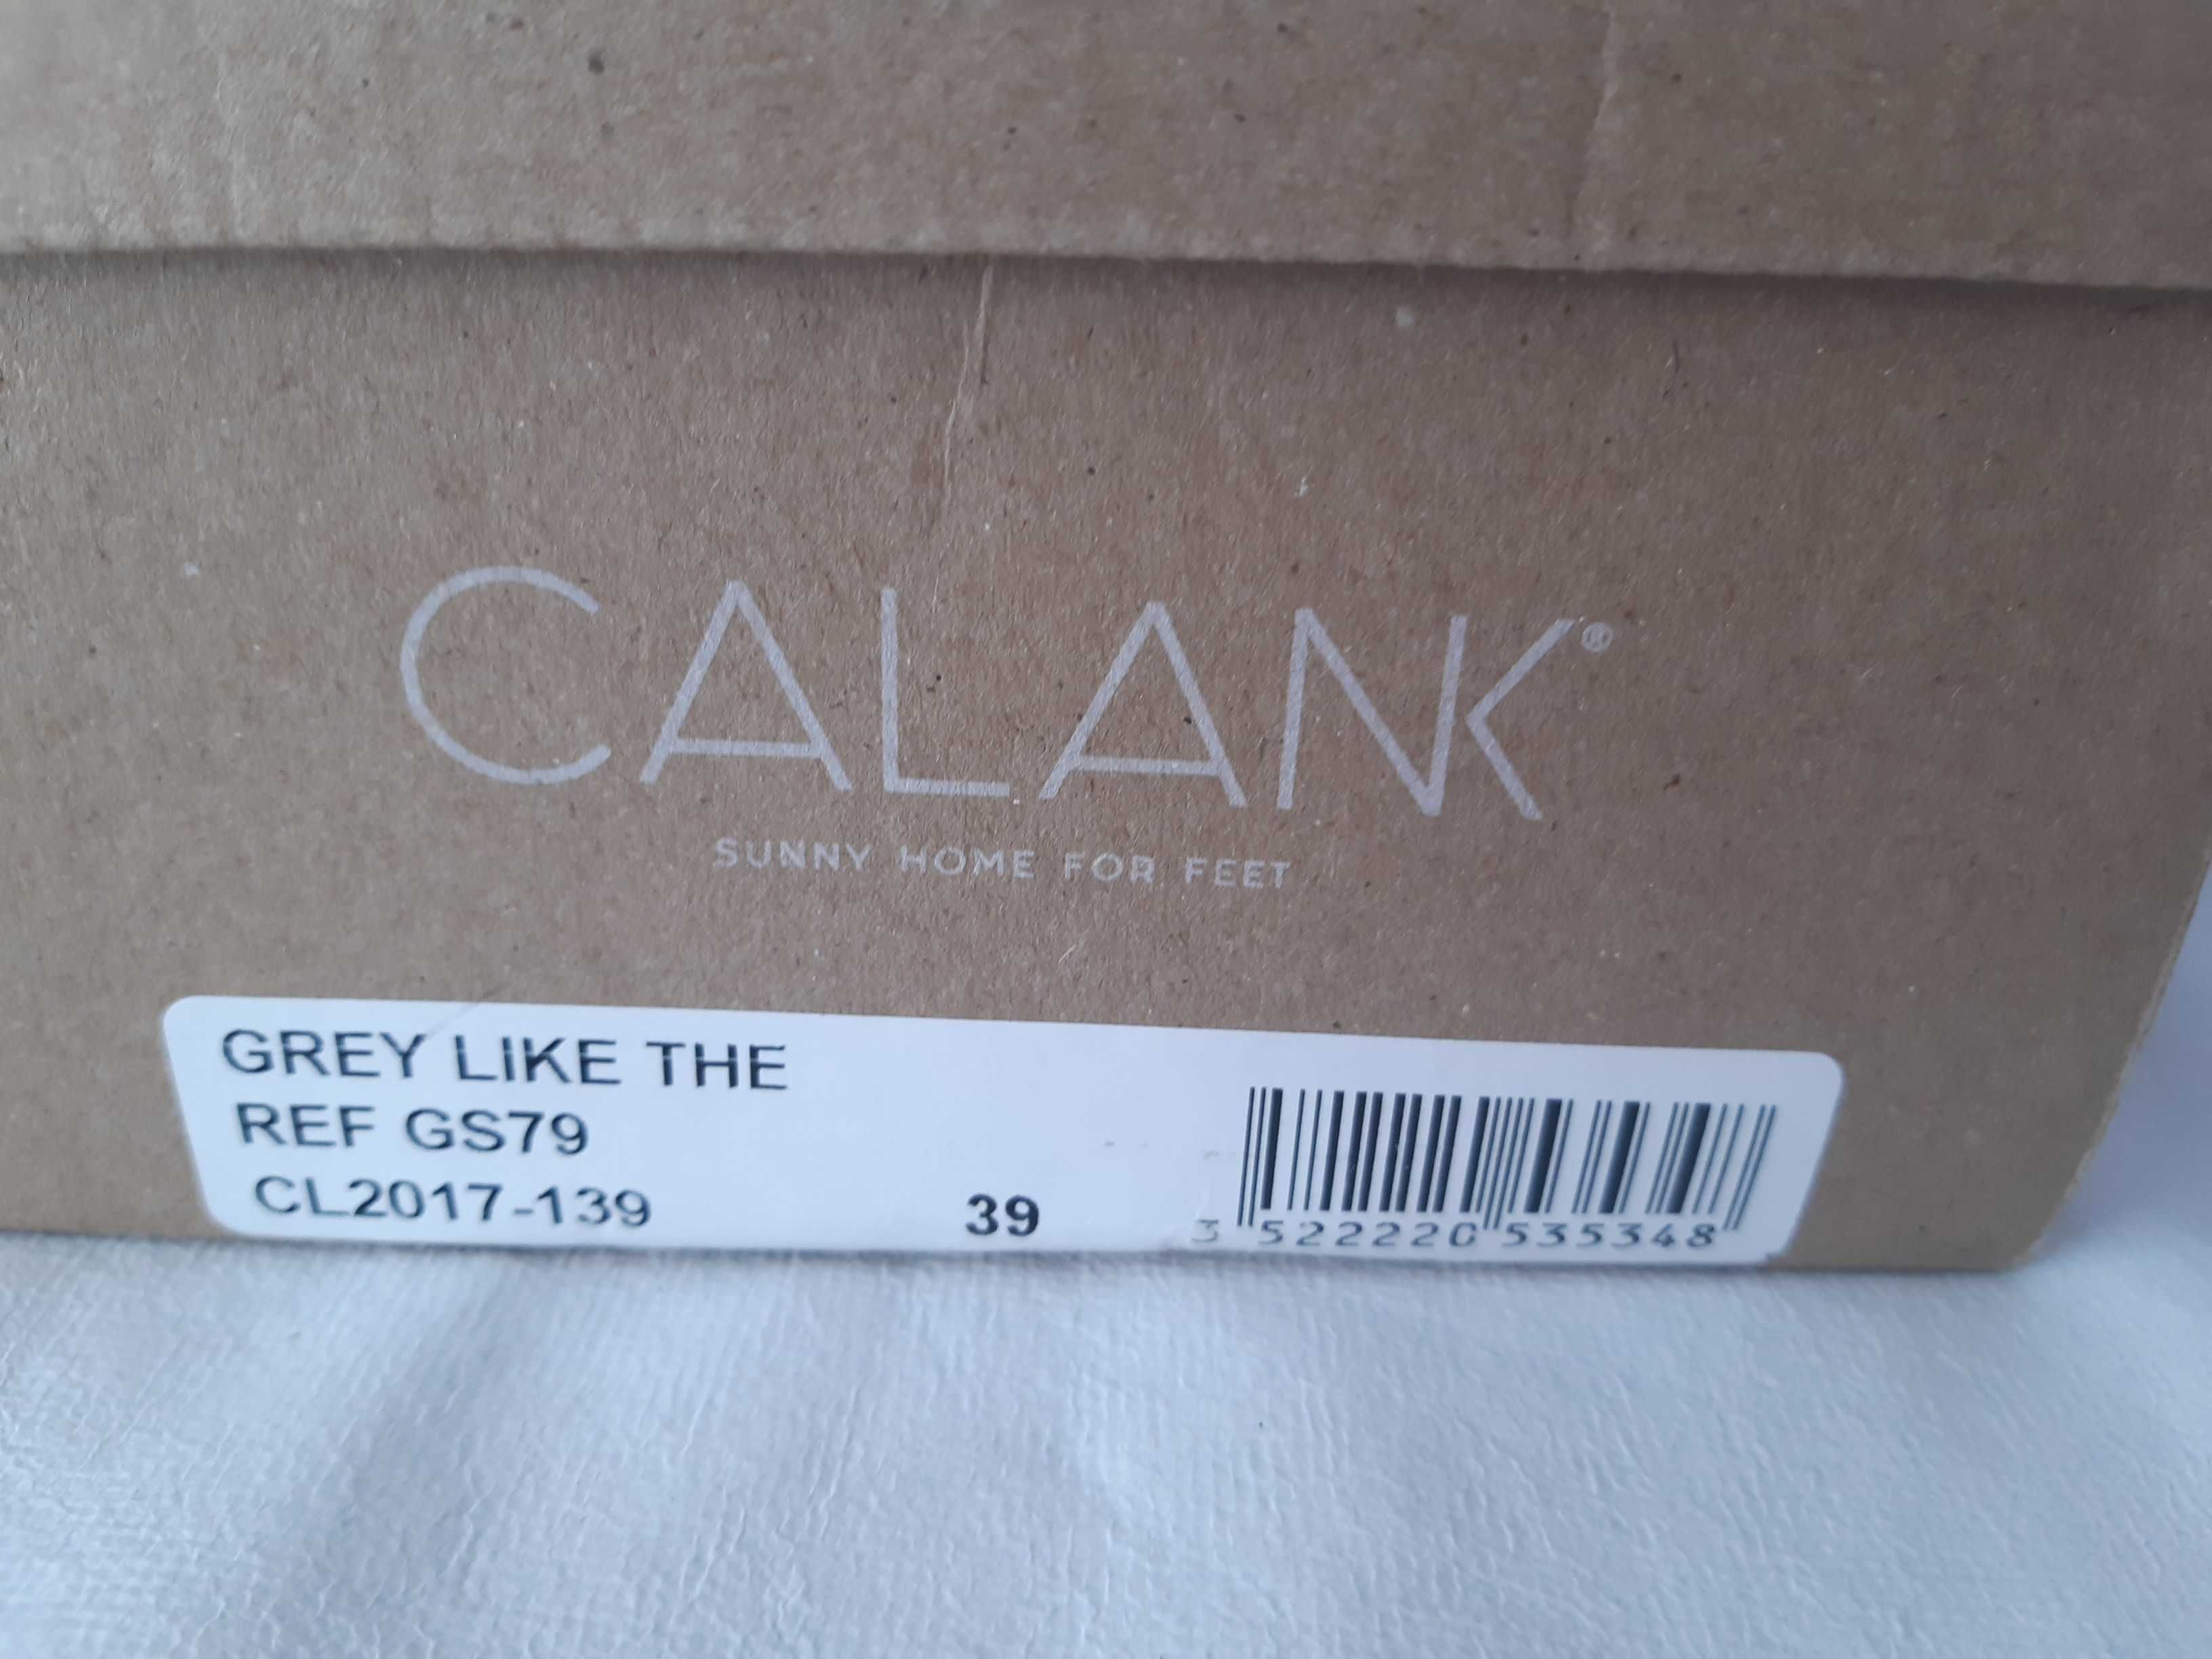 CALANK®
SUNNY HOME FOR FEET
GREY LIKE THE
REF GS79
CL2017-139
39
3 522220 535348